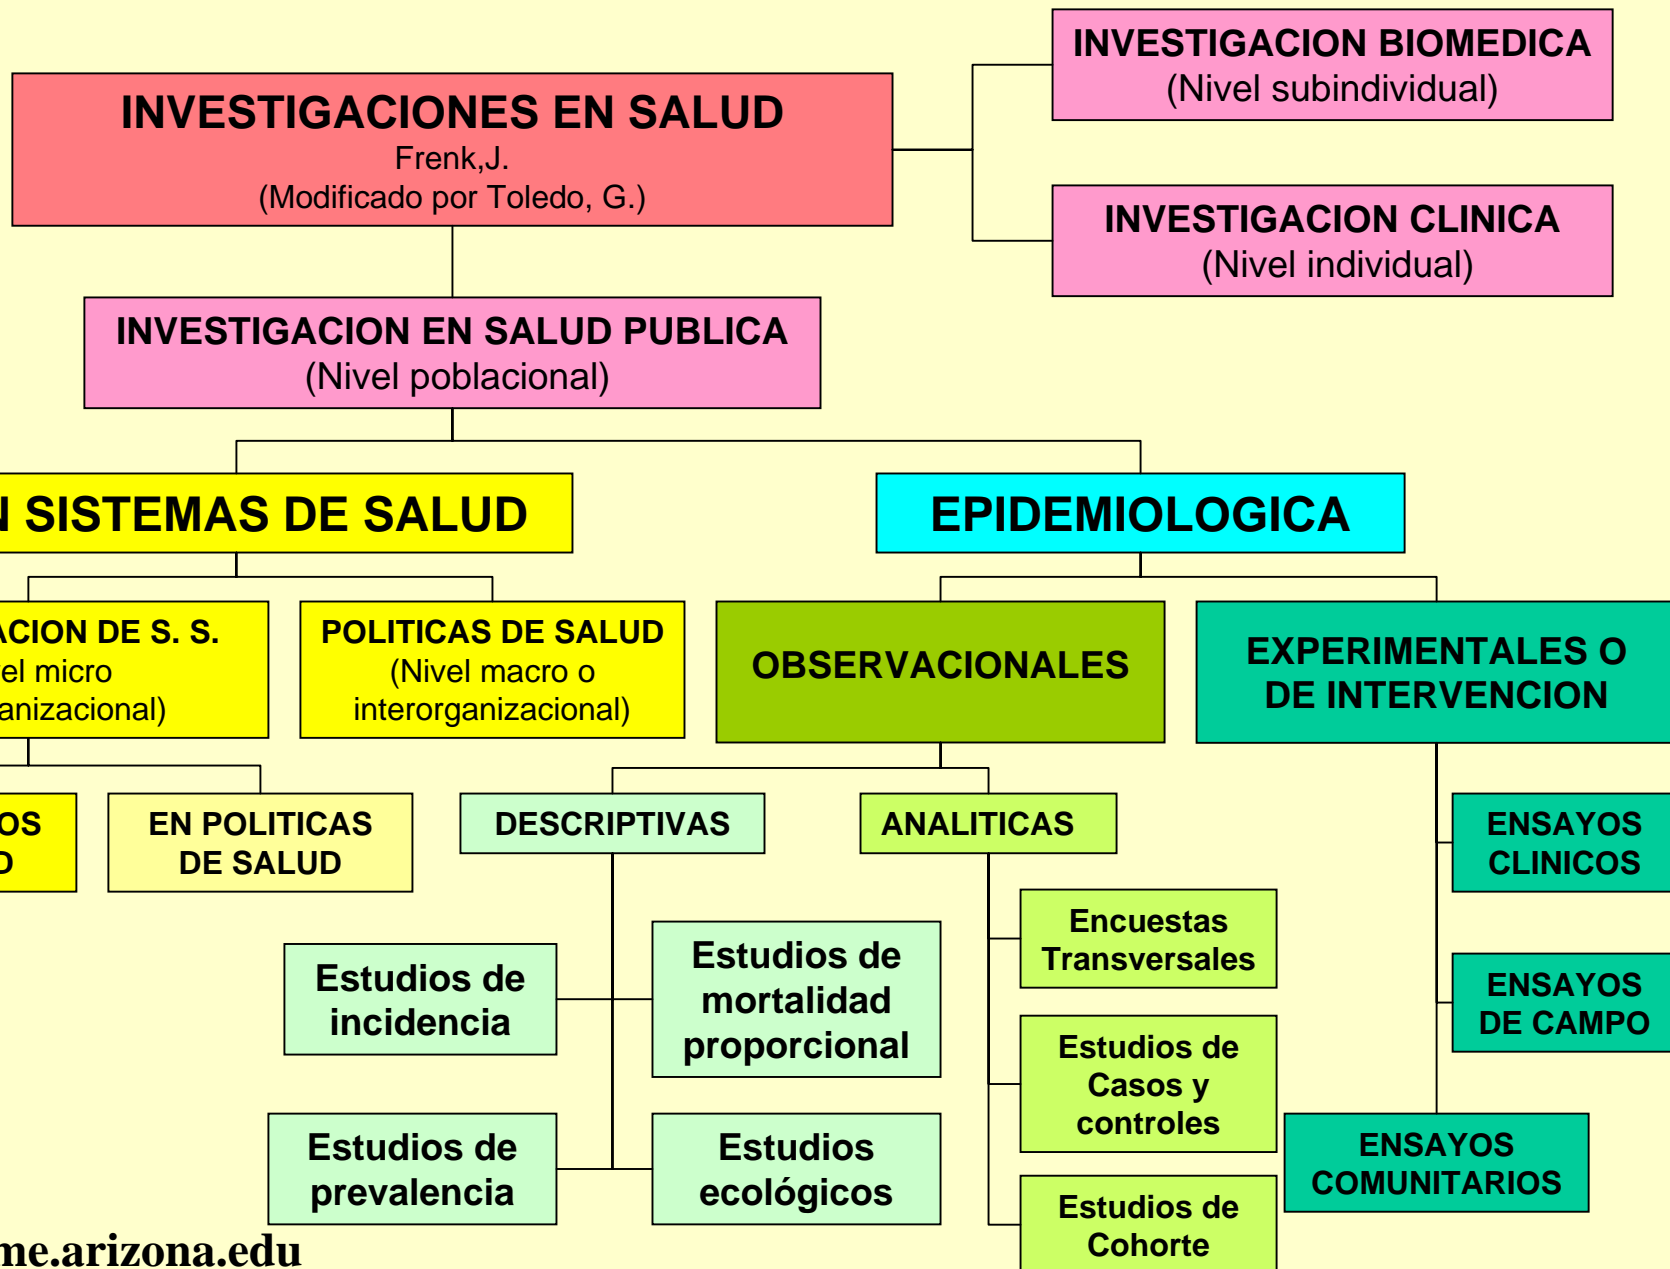 INVESTIGACIONES EN SALUD
Frenk,J.
(Modificado por Toledo, G.)
INVESTIGACION BIOMEDICA
(Nivel subindividual)
INVESTIGACION CLINICA
(Nivel individual)
INVESTIGACION EN SALUD PUBLICA
(Nivel poblacional)
SISTEMAS DE SALUD
EPIDEMIOLOGICA
DE S. S.
micro
POLITICAS DE SALUD
(Nivel macro o
interorganizacional)
OBSERVACIONALES
EXPERIMENTALES O
DE INTERVENCION
EN POLITICAS
DE SALUD
DESCRIPTIVAS
ANALITICAS
ENSAYOS
CLINICOS
Estudios de
incidencia
Estudios de
mortalidad
proporcional
Encuestas
Transversales
ENSAYOS
DE CAMPO
Estudios de
prevalencia
Estudios
ecológicos
Estudios de
Casos y
controles
ENSAYOS
COMUNITARIOS
Estudios de
Cohorte
me.arizona.edu